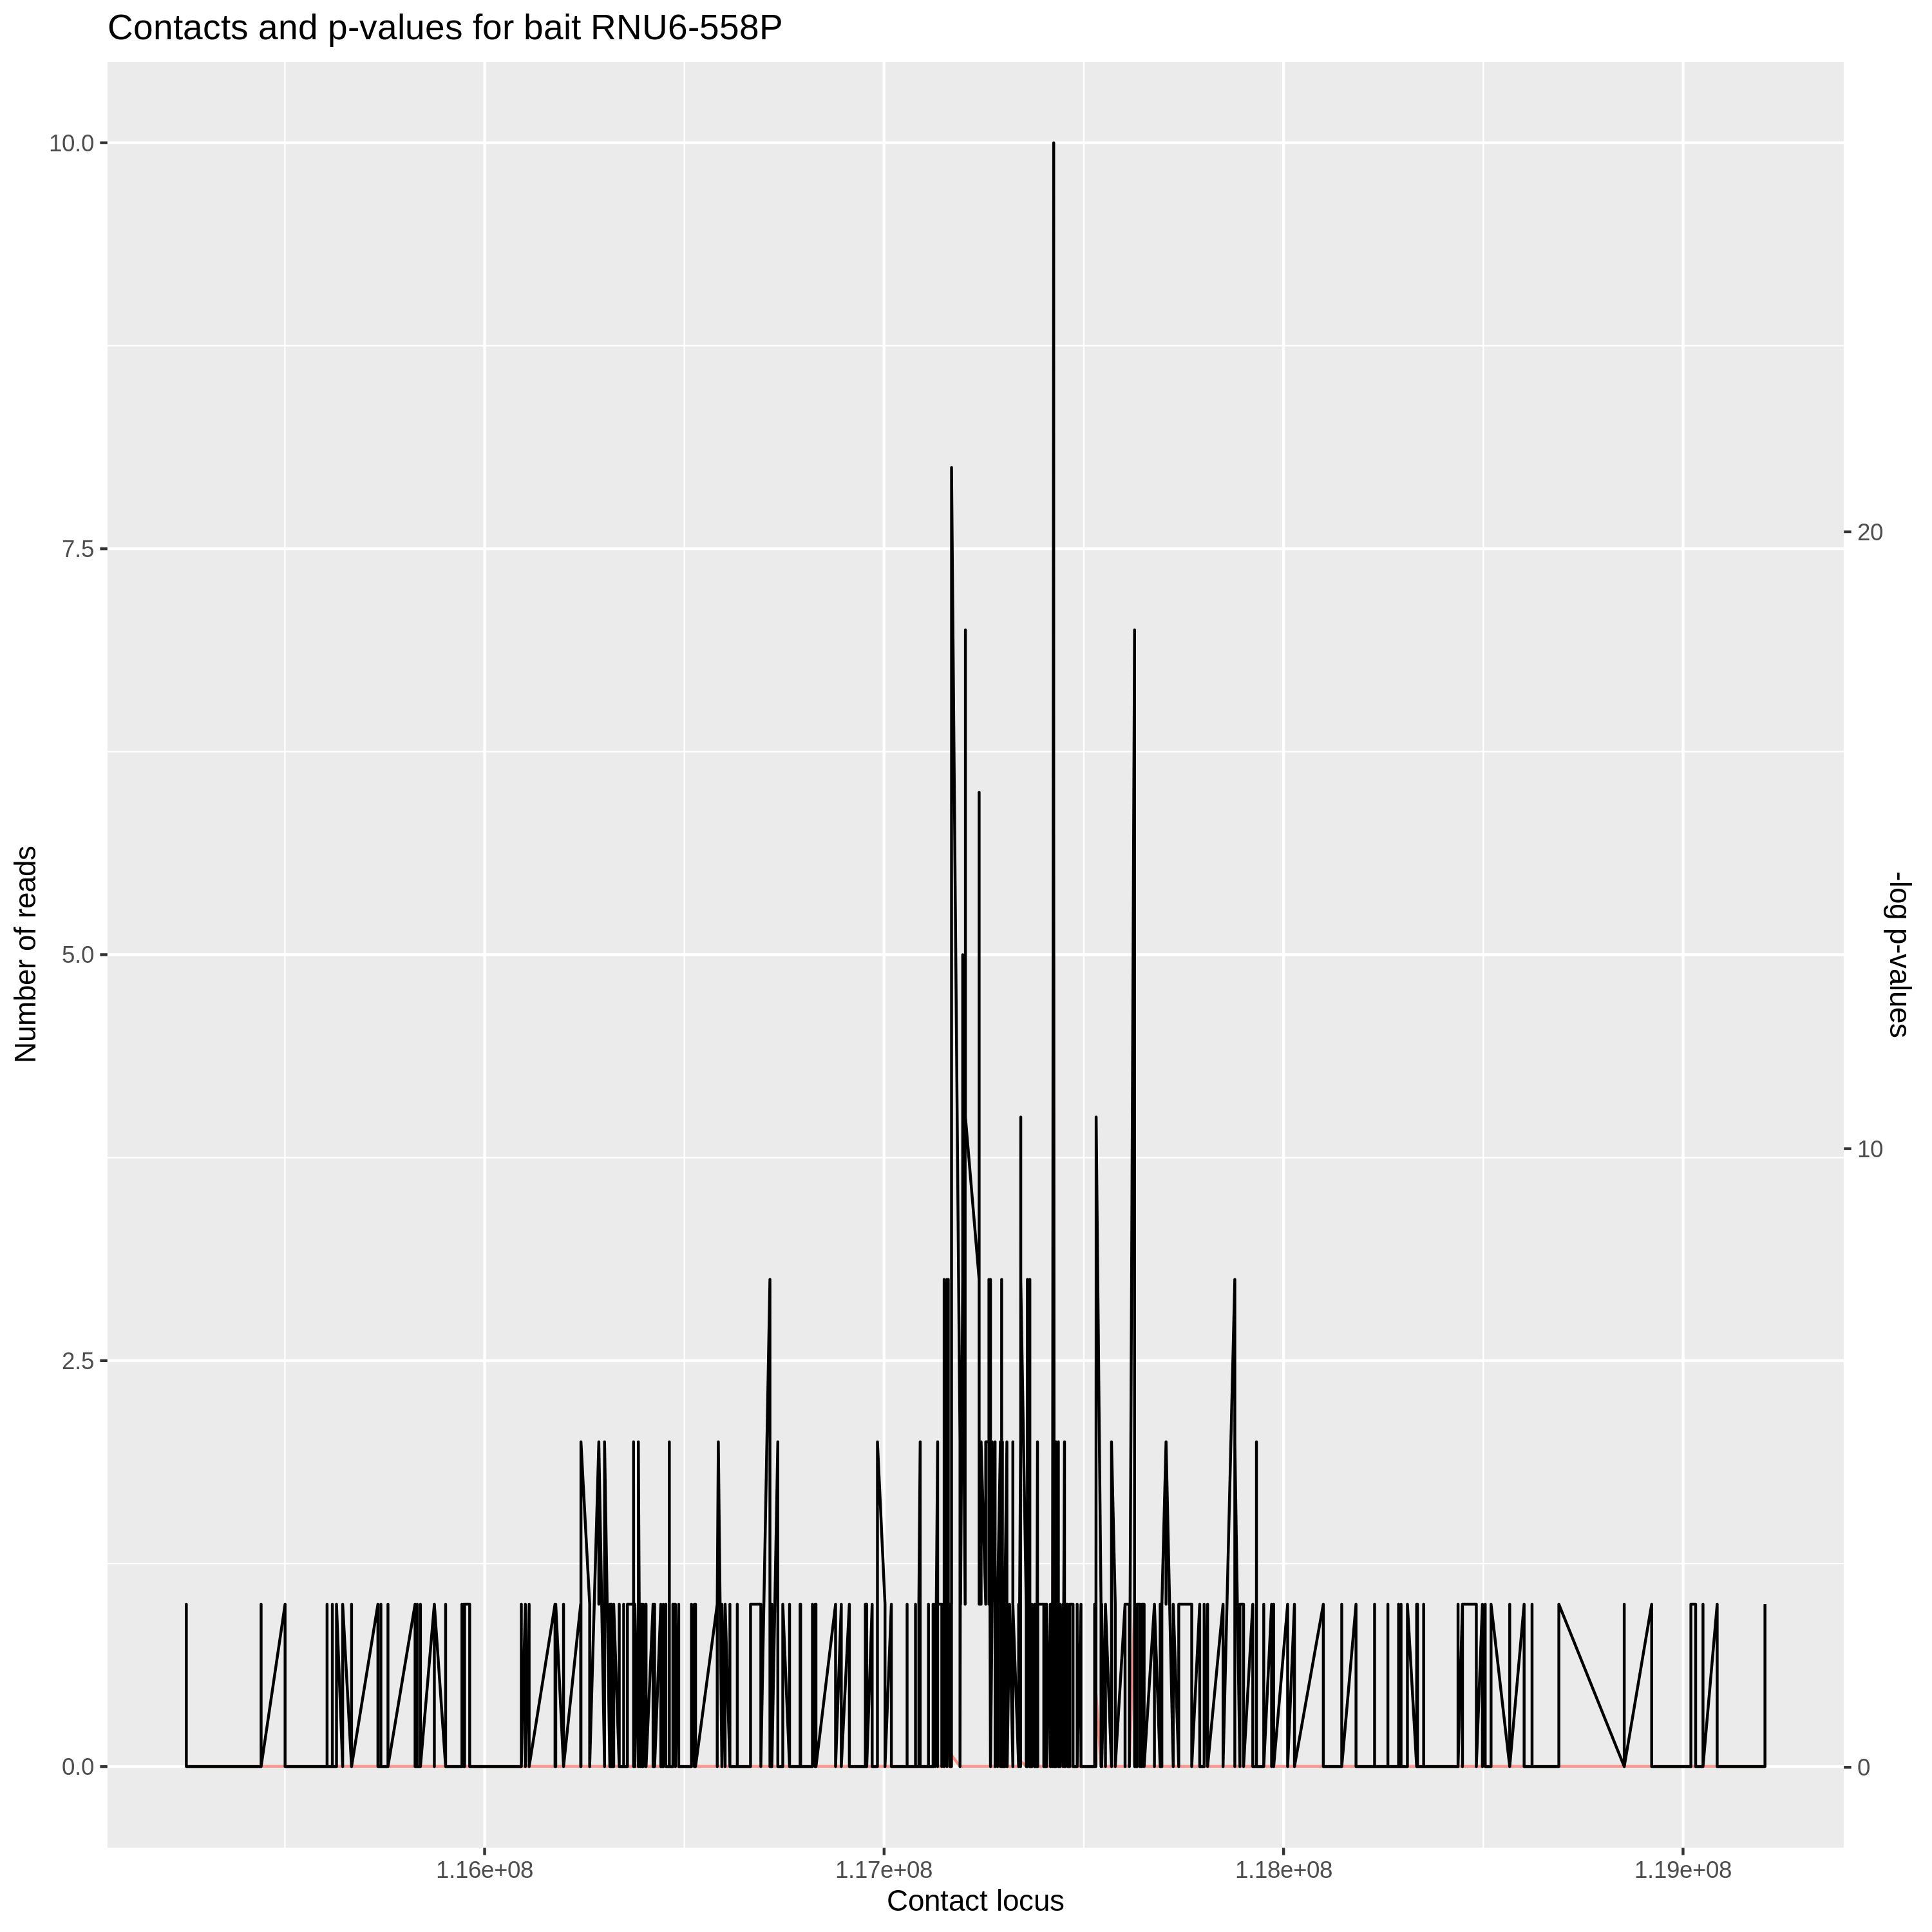 Contacts and p-values for bait RNU6-558P
10.0
7.5
5.0
2.5
0.0
Number of reads
20
10
0
-log p-values
1.16e+08
1.17e+08
1.18e+08
1.19e+08
Contact locus